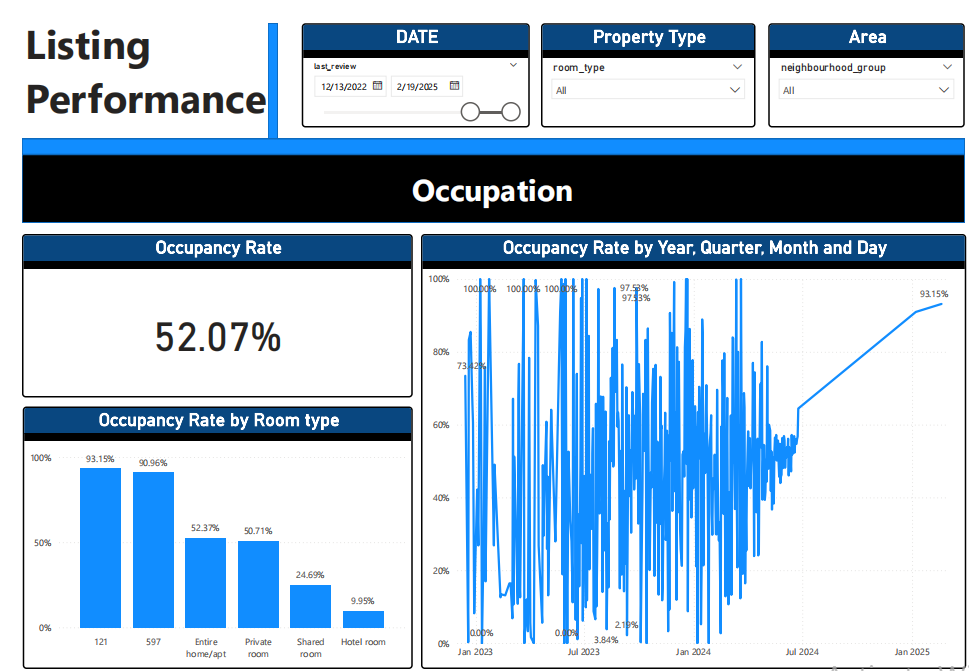 Listing
Performance
DATE
last_review
12/13/2022
2/19/2025
Property Type
room_type
All
Area
neighbourhood_group
All
Occupation
Occupancy Rate
52.07%
Occupancy Rate by Room type
100%
50%
0%
93.15%
90.96%
52.37%
50.71%
24.69%
9.95%
121
597
Entire
home/apt
Private
room
Shared
room
Hotel room
Occupancy Rate by Year, Quarter, Month and Day
100%
80%
60%
40%
20%
0%
100.00%
100.00%
100.00%
97.53%
97.53%
93.15%
73.42%
0.00%
0.00%
3.84%
2.19%
Jan 2023
Jul 2023
Jan 2024
Jul 2024
Jan 2025